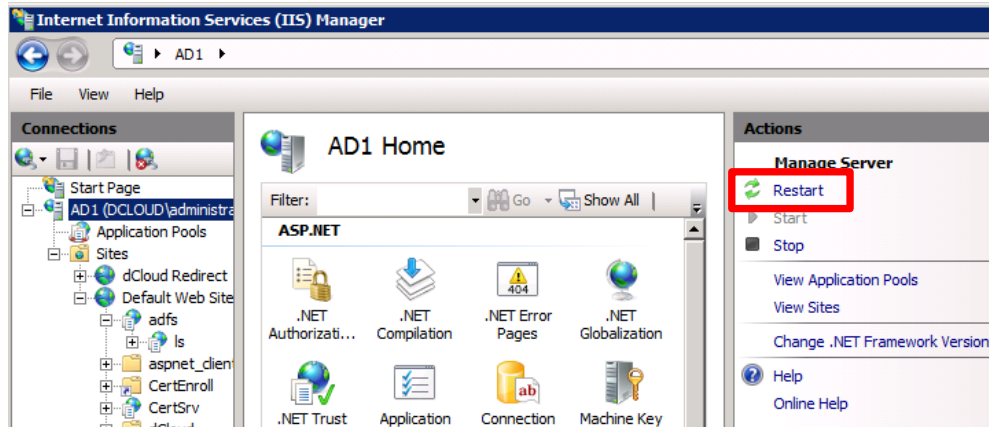 Internet Information Services (IIS) Manager
AD1
File View Help
Connections
Start Page
AD1 (DCLOUD\administra
Application Pools
Sites
dCloud Redirect
Default Web Site
adfs
ls
aspnet_client
CertEnroll
CertSrv
dCloud
AD1 Home
Filter: Go Show All
ASP.NET
.NET Authorizati...
.NET Compilation
404
.NET Error Pages
.NET Globalization
.NET Trust
Application
ab
Connection
Machine Key
Actions
Manage Server
Restart
Start
Stop
View Application Pools
View Sites
Change .NET Framework Version
Help
Online Help